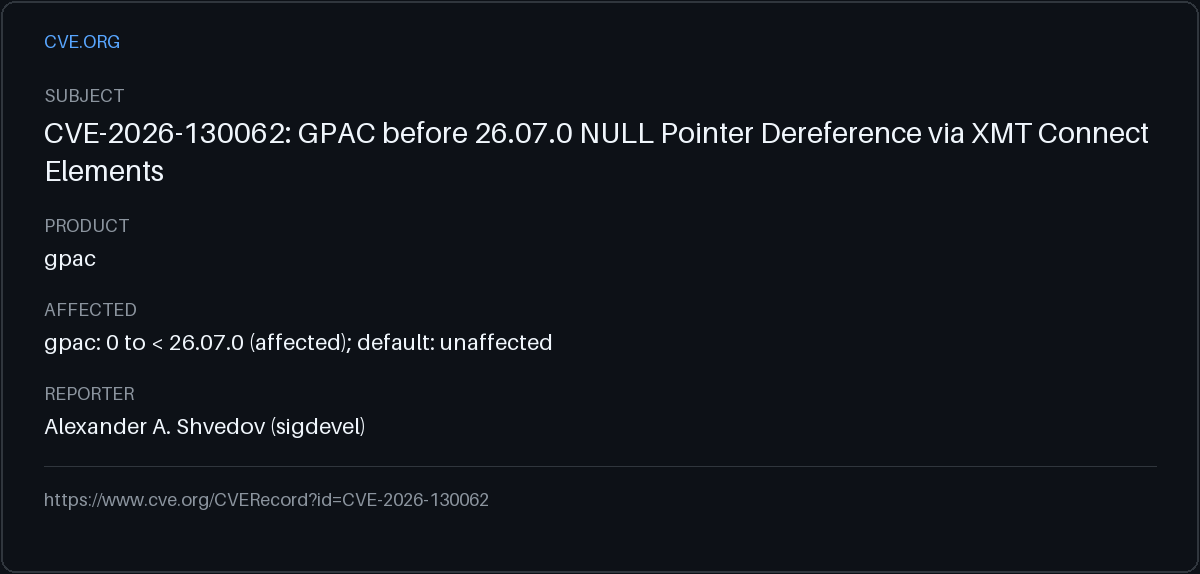 CVE.ORG
SUBJECT
CVE-2026-130062: GPAC before 26.07.0 NULL Pointer Dereference via XMT Connect
Elements
PRODUCT
gpac
AFFECTED
gpac: 0 to < 26.07.0 (affected); default: unaffected
REPORTER
Alexander A. Shvedov (sigdevel)
https://www.cve.org/CVERecord?id=CVE-2026-130062